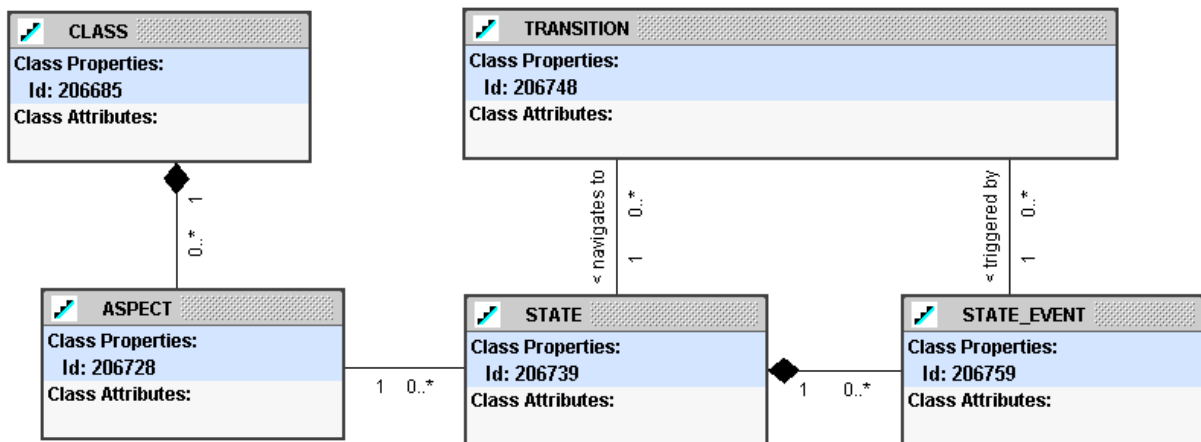 CLASS
Class Properties:
Id: 206685
Class Attributes:
TRANSITION
Class Properties:
Id: 206748
Class Attributes:
1
0..*
< navigates to
1
0..*
< triggered by
1
0..*
ASPECT
Class Properties:
Id: 206728
Class Attributes:
1
0..*
STATE
Class Properties:
Id: 206739
Class Attributes:
1
0..*
STATE_EVENT
Class Properties:
Id: 206759
Class Attributes: